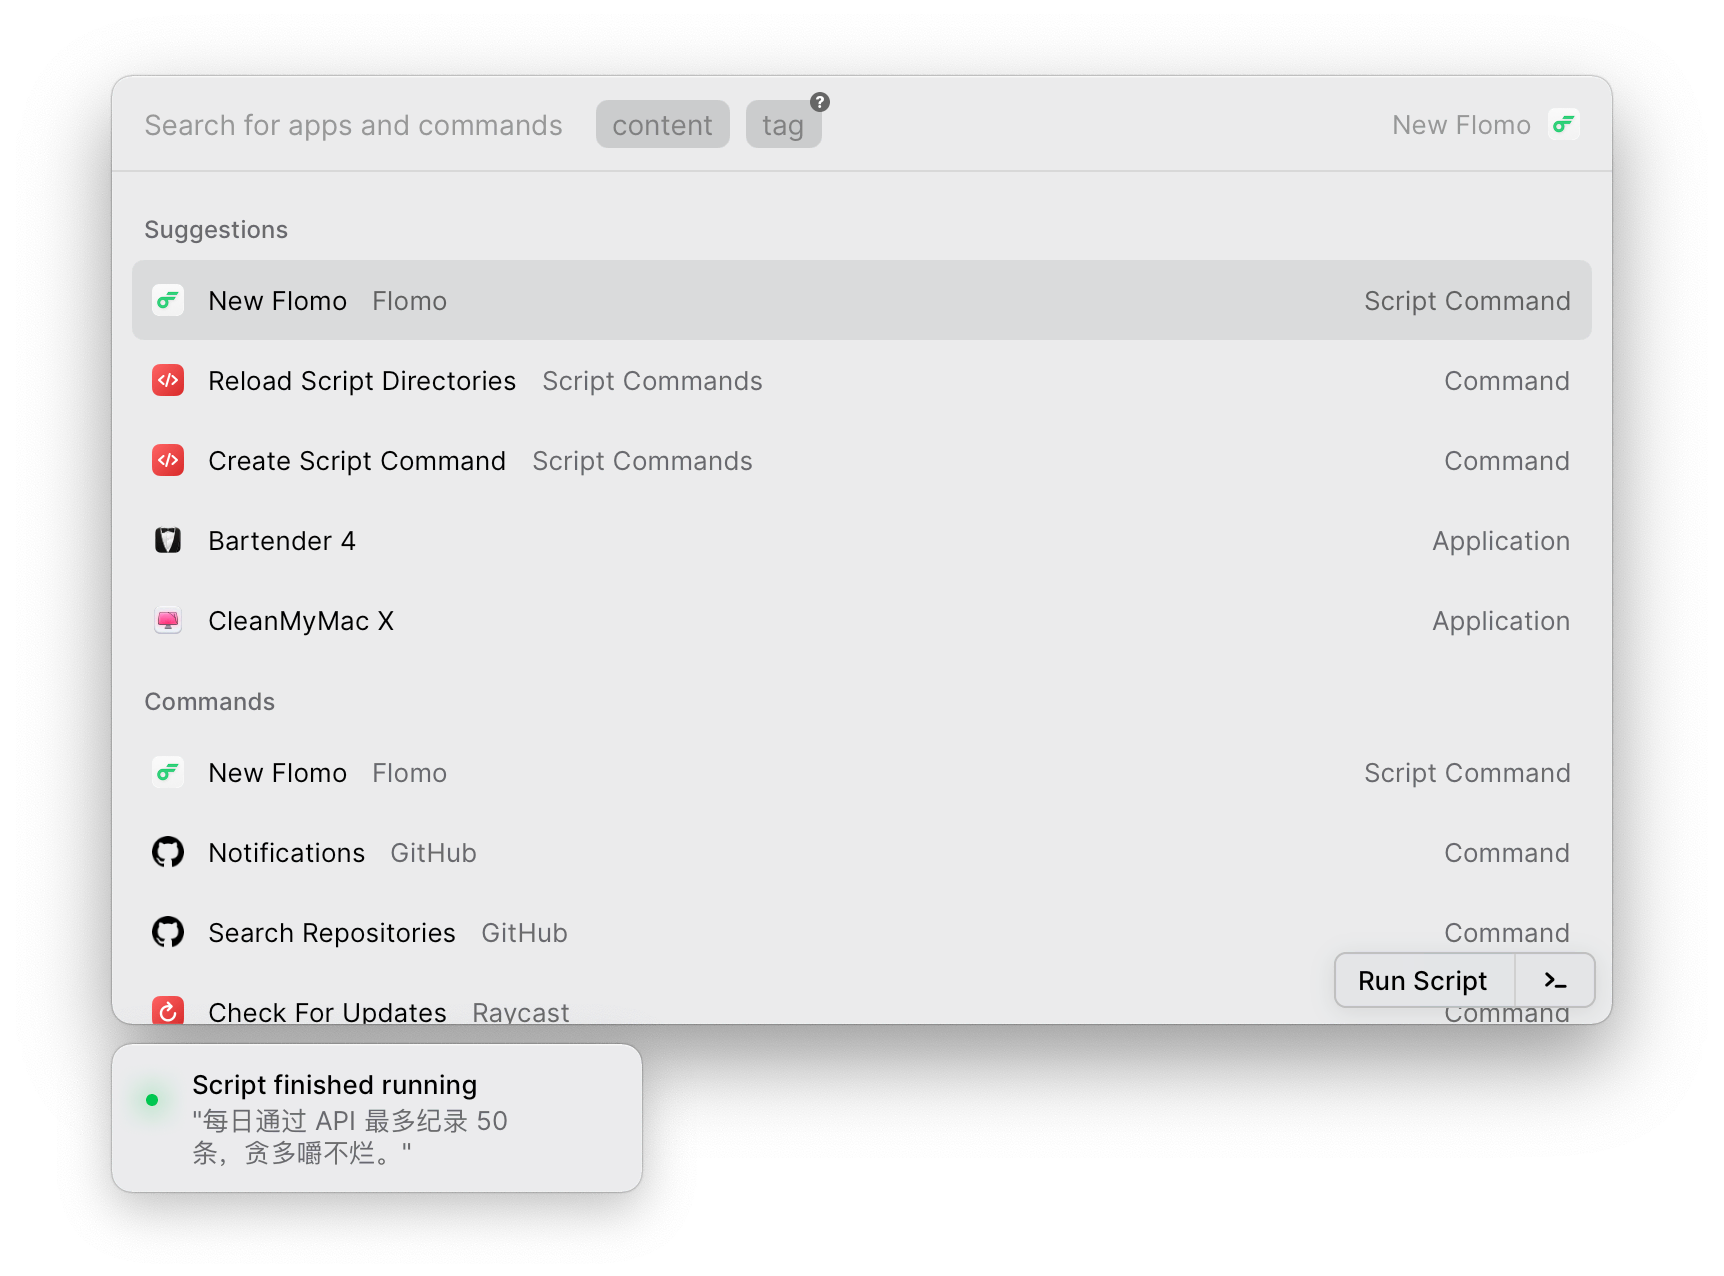 Search for apps and commands content tag ? New Flomo
Suggestions
New Flomo Flomo Script Command
Reload Script Directories Script Commands Command
Create Script Command Script Commands Command
Bartender 4 Application
CleanMyMac X Application
Commands
New Flomo Flomo Script Command
Notifications GitHub Command
Search Repositories GitHub Command
Run Script >_
Check For Updates Raycast Command
Script finished running
"每日通过 API 最多纪录 50
条，贪多嚼不烂。"